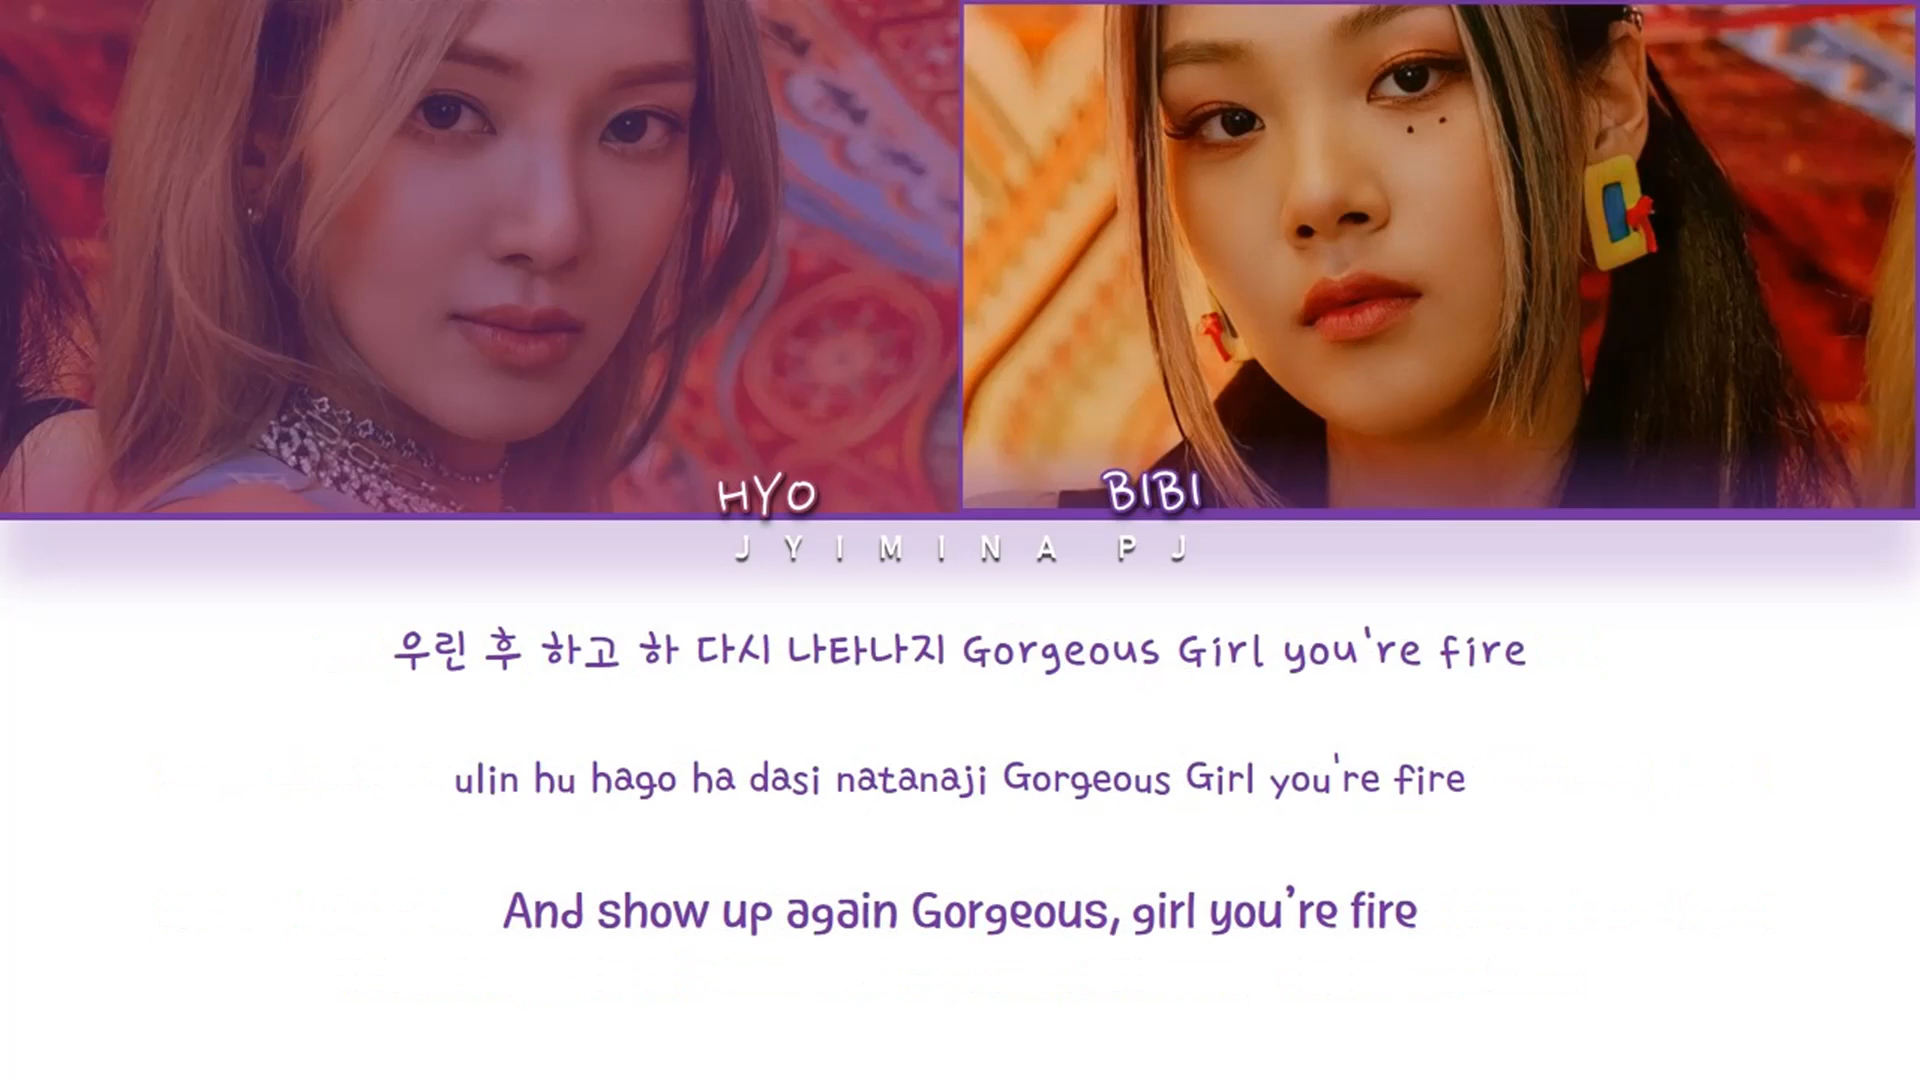 HYO
BIBI
JYIMINA PJ
우린 후 하고 하 다시 나타나지 Gorgeous Girl you're fire
ulin hu hago ha dasi natanaji Gorgeous Girl you're fire
And show up again Gorgeous, girl you’re fire